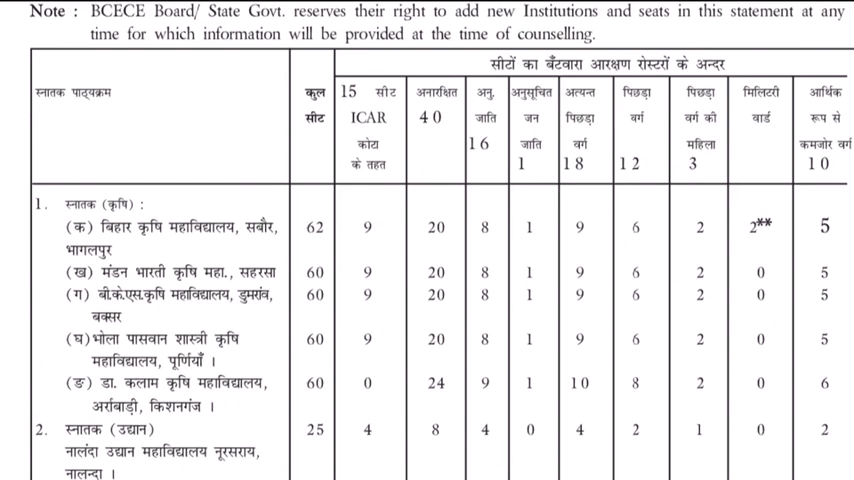 Note : BCECE Board/ State Govt. reserves their right to add new Institutions and seats in this statement at any
time for which information will be provided at the time of counselling.
सीटों का बँटवारा आरक्षण रोस्टरों के अन्दर
स्नातक पाठ्यक्रम कुल 15 सीट अनारक्षित अनु. अनुसूचित अत्यन्त पिछड़ा पिछड़ा मिलिटरी आर्थिक
सीट ICAR 40 जाति जन पिछड़ा वर्ग वर्ग की वार्ड रूप से
कोटा 16 जाति वर्ग महिला कमजोर वर्ग
के तहत 1 18 12 3 10
1. स्नातक (कृषि) :
(क) बिहार कृषि महाविद्यालय, सबौर, 62 9 20 8 1 9 6 2 2** 5
भागलपुर
(ख) मंडन भारती कृषि महा., सहरसा 60 9 20 8 1 9 6 2 0 5
(ग) बी.के.एस.कृषि महाविद्यालय, डुमरांव, 60 9 20 8 1 9 6 2 0 5
बक्सर
(घ)भोला पासवान शास्त्री कृषि 60 9 20 8 1 9 6 2 0 5
महाविद्यालय, पूर्णियाँ ।
(ङ) डा. कलाम कृषि महाविद्यालय, 60 0 24 9 1 10 8 2 0 6
अर्राबाड़ी, किशनगंज ।
2. स्नातक (उद्यान) 25 4 8 4 0 4 2 1 0 2
नालंदा उद्यान महाविद्यालय नूरसराय,
नालन्दा ।